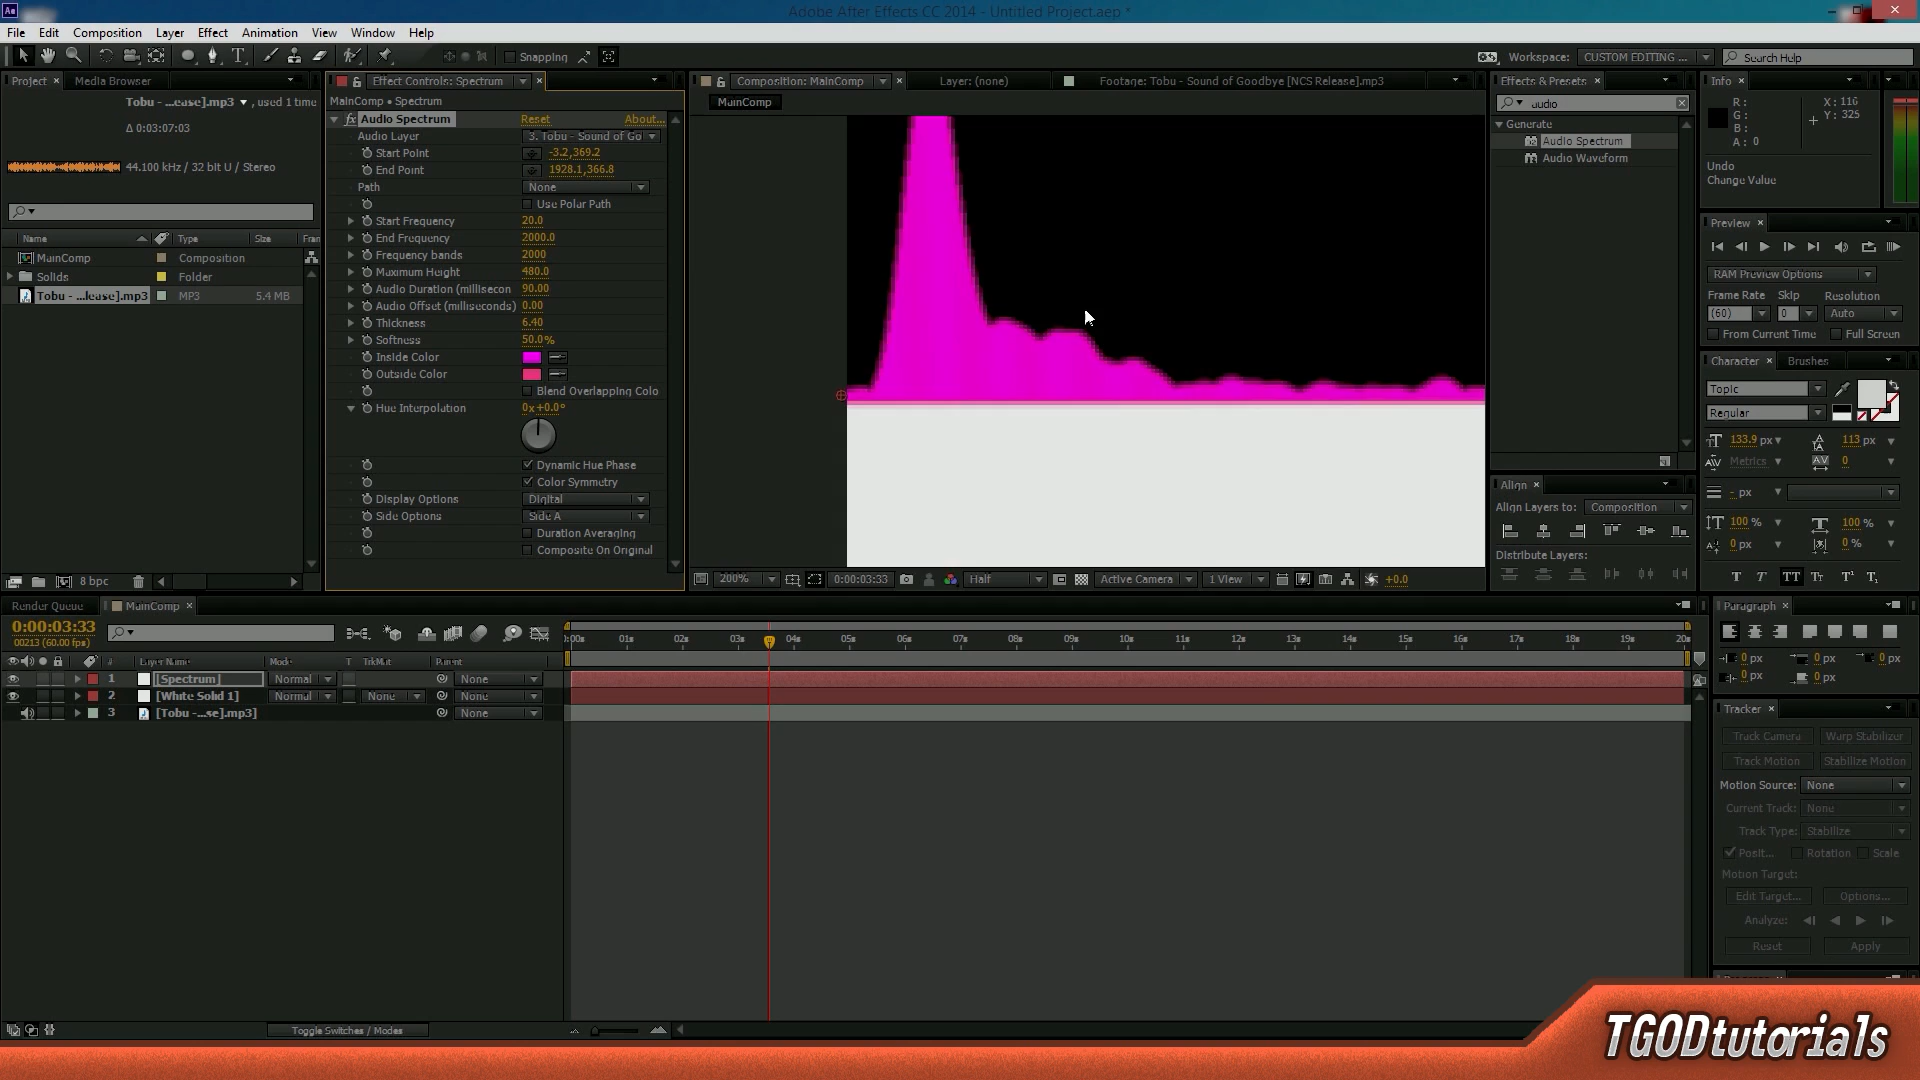 Adobe After Effects CC 2014 - Untitled Project.aep *
File Edit Composition Layer Effect Animation View Window Help
Snapping
Workspace: CUSTOM EDITING ...
Search Help
Project
Media Browser
Tobu - ...ease].mp3 ▼ , used 1 time
Δ 0:03:07:03
44.100 kHz / 32 bit U / Stereo
Name Type Size Fran
MainComp Composition
Solids Folder
Tobu - ...lease].mp3 MP3 5.4 MB
8 bpc
Effect Controls: Spectrum
MainComp • Spectrum
fx Audio Spectrum Reset About...
Audio Layer 3. Tobu - Sound of Go
Start Point -3.2,369.2
End Point 1928.1,366.8
Path None
Use Polar Path
Start Frequency 20.0
End Frequency 2000.0
Frequency bands 2000
Maximum Height 480.0
Audio Duration (millisecon 90.00
Audio Offset (milliseconds) 0.00
Thickness 6.40
Softness 50.0%
Inside Color
Outside Color
Blend Overlapping Colo
Hue Interpolation 0x+0.0°
Dynamic Hue Phase
Color Symmetry
Display Options Digital
Side Options Side A
Duration Averaging
Composite On Original
Composition: MainComp
Layer: (none)
Footage: Tobu - Sound of Goodbye [NCS Release].mp3
MainComp
200% 0:00:03:33 Half Active Camera 1 View +0.0
Effects & Presets
audio
Generate
Audio Spectrum
Audio Waveform
Align
Align Layers to: Composition
Distribute Layers:
Info
R:
G:
B:
A: 0
X: 116
Y: 325
Undo
Change Value
Preview
RAM Preview Options
Frame Rate Skip Resolution
(60) 0 Auto
From Current Time Full Screen
Character
Brushes
Topic
Regular
133.9 px 113 px
Metrics 0
- px
100 % 100 %
0 px 0 %
Paragraph
0 px 0 px 0 px
0 px 0 px
Tracker
Track Camera Warp Stabilizer
Track Motion Stabilize Motion
Motion Source: None
Current Track: None
Track Type: Stabilize
Posit... Rotation Scale
Motion Target:
Edit Target... Options...
Analyze:
Reset Apply
Render Queue
MainComp
0:00:03:33
00213 (60.00 fps)
:00s 01s 02s 03s 04s 05s 06s 07s 08s 09s 10s 11s 12s 13s 14s 15s 16s 17s 18s 19s 20s
# Layer Name Mode T TrkMat Parent
1 [Spectrum] Normal None
2 [White Solid 1] Normal None None
3 [Tobu -...se].mp3] None
Toggle Switches / Modes
TGODtutorials